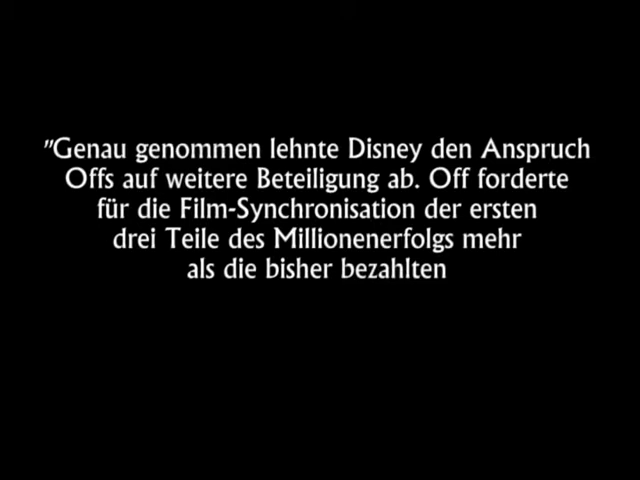 "Genau genommen lehnte Disney den Anspruch
Offs auf weitere Beteiligung ab. Off forderte
für die Film-Synchronisation der ersten
drei Teile des Millionenerfolgs mehr
als die bisher bezahlten